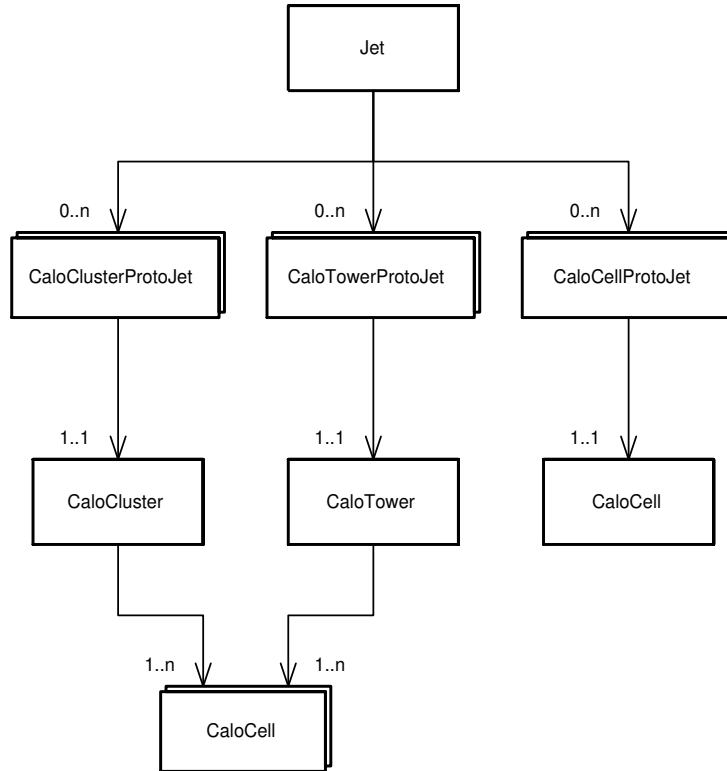 Jet
0..n
0..n
0..n
CaloClusterProtoJet
CaloTowerProtoJet
CaloCellProtoJet
1..1
1..1
1..1
CaloCluster
CaloTower
CaloCell
1..n
1..n
CaloCell